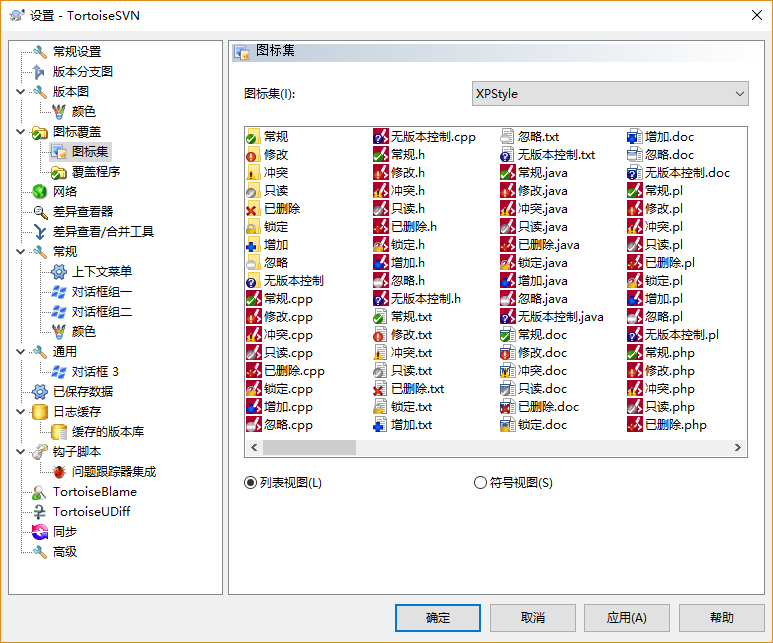 设置 - TortoiseSVN
常规设置
版本分支图
版本图
颜色
图标覆盖
图标集
覆盖程序
网络
差异查看器
差异查看/合并工具
常规
上下文菜单
对话框组一
对话框组二
颜色
通用
对话框 3
已保存数据
日志缓存
缓存的版本库
钩子脚本
问题跟踪器集成
TortoiseBlame
TortoiseUDiff
同步
高级
图标集
图标集(I):
XPStyle
常规
修改
冲突
只读
已删除
锁定
增加
忽略
无版本控制
常规.cpp
修改.cpp
冲突.cpp
只读.cpp
已删除.cpp
锁定.cpp
增加.cpp
忽略.cpp
无版本控制.cpp
常规.h
修改.h
冲突.h
只读.h
已删除.h
锁定.h
增加.h
忽略.h
无版本控制.h
常规.txt
修改.txt
冲突.txt
只读.txt
已删除.txt
锁定.txt
增加.txt
忽略.txt
无版本控制.txt
常规.java
修改.java
冲突.java
只读.java
已删除.java
锁定.java
增加.java
忽略.java
无版本控制.java
常规.doc
修改.doc
冲突.doc
只读.doc
已删除.doc
锁定.doc
增加.doc
忽略.doc
无版本控制.doc
常规.pl
修改.pl
冲突.pl
只读.pl
已删除.pl
锁定.pl
增加.pl
忽略.pl
无版本控制.pl
常规.php
修改.php
冲突.php
只读.php
已删除.php
列表视图(L)
符号视图(S)
确定
取消
应用(A)
帮助